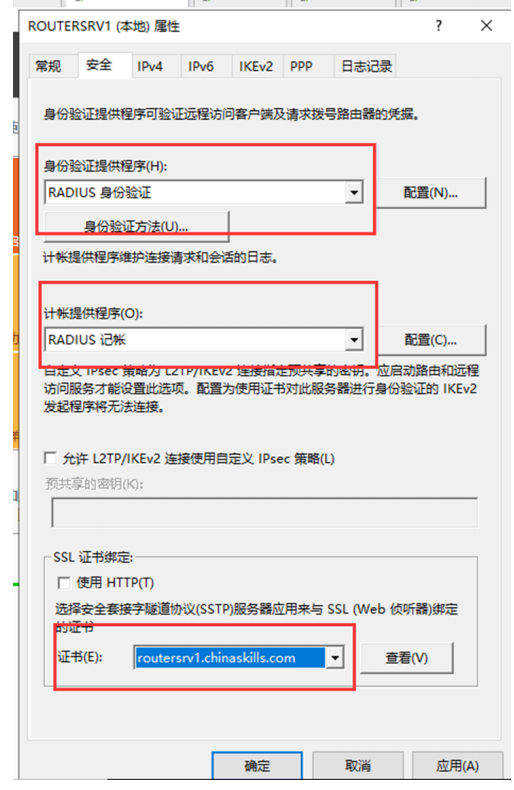 ROUTERSRV1 (本地) 属性
?
常规 安全 IPv4 IPv6 IKEv2 PPP 日志记录
身份验证提供程序可验证远程访问客户端及请求拨号路由器的凭据。
身份验证提供程序(H):
RADIUS 身份验证 配置(N)...
身份验证方法(U)...
计帐提供程序维护连接请求和会话的日志。
计帐提供程序(O):
RADIUS 记帐 配置(C)...
自定义 IPsec 策略为 L2TP/IKEv2 连接指定预共享的密钥。应启动路由和远程
访问服务才能设置此选项。配置为使用证书对此服务器进行身份验证的 IKEv2
发起程序将无法连接。
允许 L2TP/IKEv2 连接使用自定义 IPsec 策略(L)
预共享的密钥(K):
SSL 证书绑定:
使用 HTTP(T)
选择安全套接字隧道协议(SSTP)服务器应用来与 SSL (Web 侦听器)绑定
的证书
证书(E): routersrv1.chinaskills.com 查看(V)
确定 取消 应用(A)